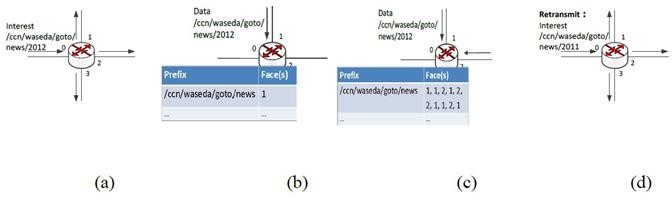 Interest
/ccn/waseda/goto/
news/2012
0
1
2
3
(a)
Data
/ccn/waseda/goto/
news/2012
0
1
Prefix Face(s)
/ccn/waseda/goto/news 1
... ...
(b)
Data
/ccn/waseda/goto/
news/2012
0
1
2
Prefix Face(s)
/ccn/waseda/goto/news 1, 1, 2, 1, 2,
2, 1, 1, 2, 1
... ...
(c)
Retransmit :
Interest
/ccn/waseda/goto/
news/2011
0
1
2
3
(d)